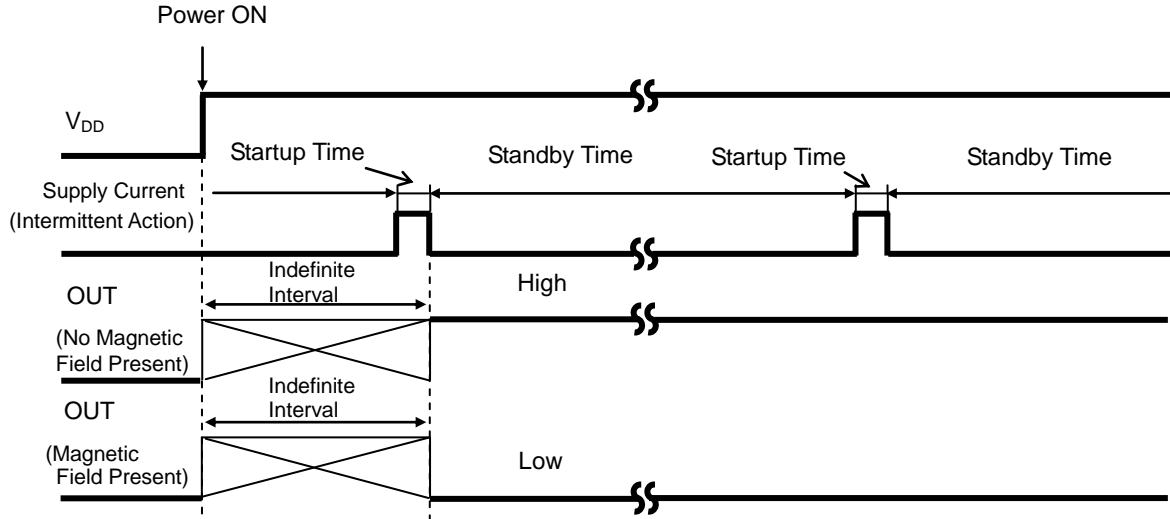 Power ON
VDD
Startup Time
Standby Time
Startup Time
Standby Time
Supply Current
(Intermittent Action)
Indefinite
Interval
High
OUT
(No Magnetic
Field Present)
Indefinite
Interval
OUT
(Magnetic
Field Present)
Low